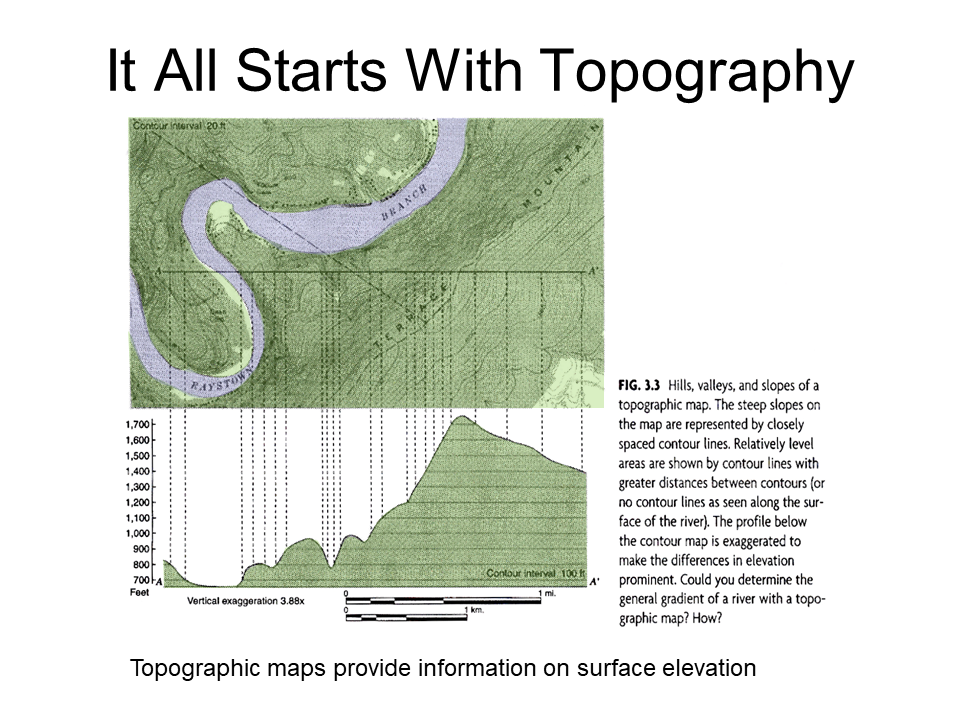 It All Starts With Topography
Contour interval 20 ft
MOUNTAIN
BRANCH
A A'
TERRACE
RAYSTOWN
FIG. 3.3 Hills, valleys, and slopes of a
topographic map. The steep slopes on
the map are represented by closely
spaced contour lines. Relatively level
areas are shown by contour lines with
greater distances between contours (or
no contour lines as seen along the sur-
face of the river). The profile below
the contour map is exaggerated to
make the differences in elevation
prominent. Could you determine the
general gradient of a river with a topo-
graphic map? How?
1,700
1,600
1,500
1,400
1,300
1,200
1,100
1,000
900
800
700 A Contour interval 100 ft A'
Feet
Vertical exaggeration 3.88x
0 1 mi.
0 1 km.
Topographic maps provide information on surface elevation